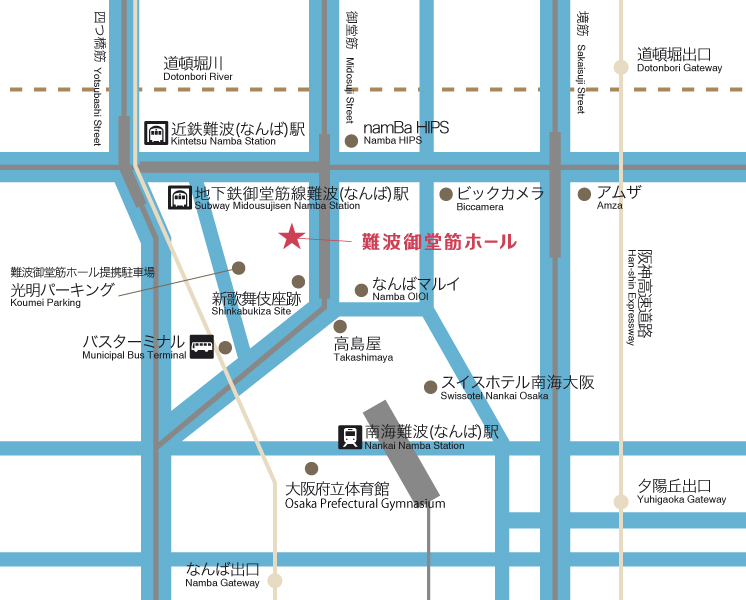 四つ橋筋 Yotsubashi Street
御堂筋 Midosuji Street
境筋 Sakaisuji Street
道頓堀川
Dotonbori River
道頓堀出口
Dotonbori Gateway
近鉄難波(なんば)駅
Kintetsu Namba Station
namBa HIPS
Namba HIPS
地下鉄御堂筋線難波(なんば)駅
Subway Midousujisen Namba Station
ビックカメラ
Biccamera
アムザ
Amza
難波御堂筋ホール
阪神高速道路
Han-shin Expressway
難波御堂筋ホール提携駐車場
光明パーキング
Koumei Parking
新歌舞伎座跡
Shinkabukiza Site
なんばマルイ
Namba OIOI
バスターミナル
Municipal Bus Terminal
高島屋
Takashimaya
スイスホテル南海大阪
Swissotel Nankai Osaka
南海難波(なんば)駅
Nankai Namba Station
大阪府立体育館
Osaka Prefectural Gymnasium
夕陽丘出口
Yuhigaoka Gateway
なんば出口
Namba Gateway